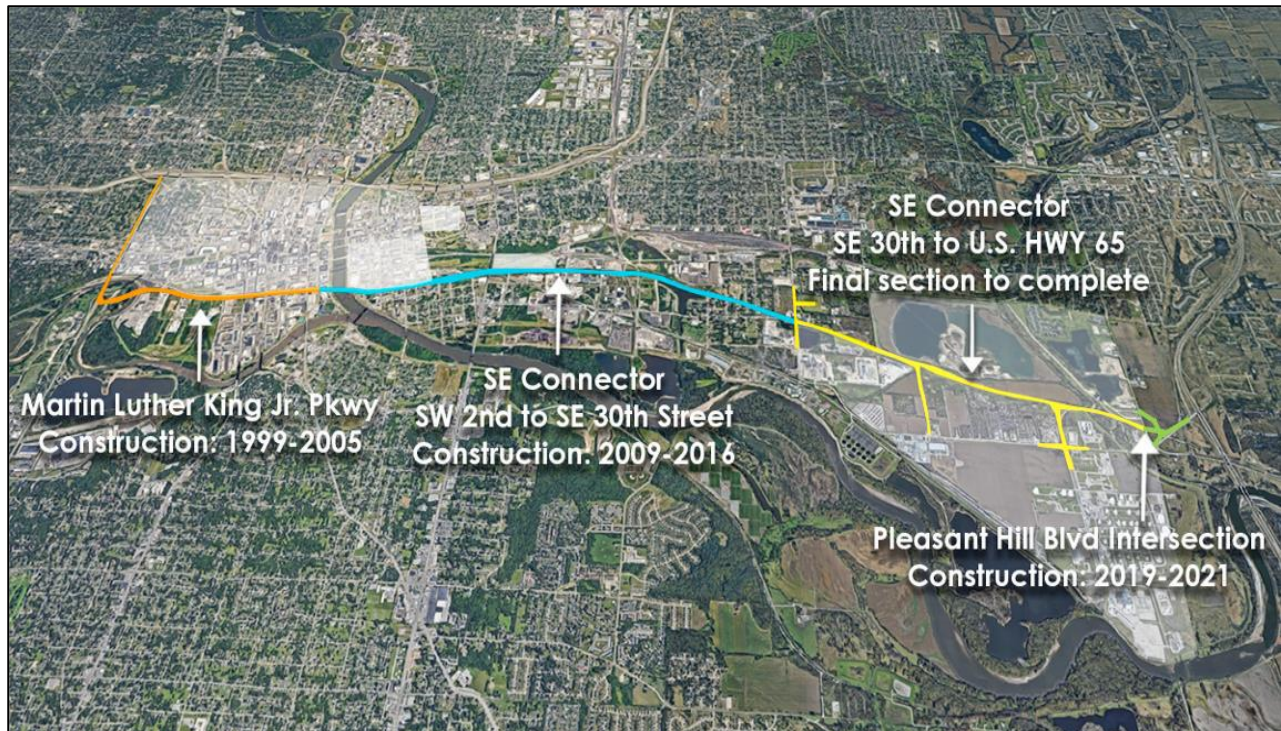 SE Connector
SE 30th to U.S. HWY 65
Final section to complete
Martin Luther King Jr. Pkwy
Construction: 1999-2005
SE Connector
SW 2nd to SE 30th Street
Construction: 2009-2016
Pleasant Hill Blvd Intersection
Construction: 2019-2021